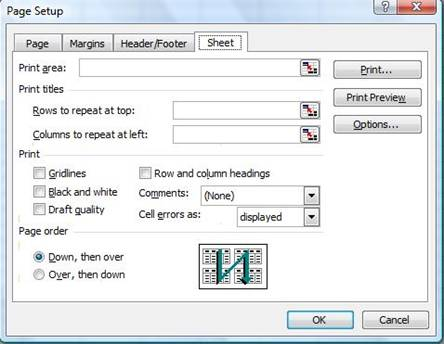 Page Setup
Page Margins Header/Footer Sheet
Print area:
Print...
Print titles
Print Preview
Rows to repeat at top:
Options...
Columns to repeat at left:
Print
Gridlines Row and column headings
Black and white Comments: (None)
Draft quality Cell errors as: displayed
Page order
Down, then over
Over, then down
OK Cancel